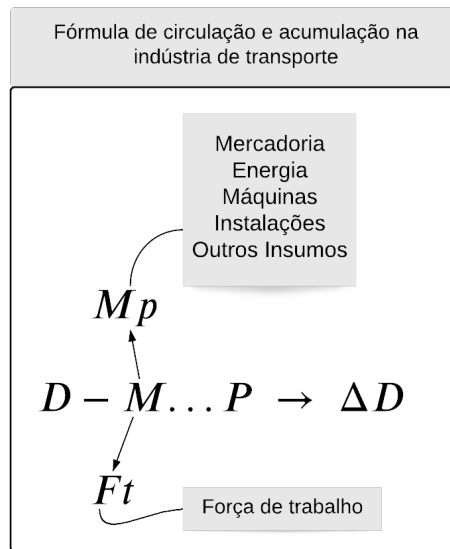 Fórmula de circulação e acumulação na
indústria de transporte
Mercadoria
Energia
Máquinas
Instalações
Outros Insumos
Mp
D – M... P → ΔD
Ft
Força de trabalho